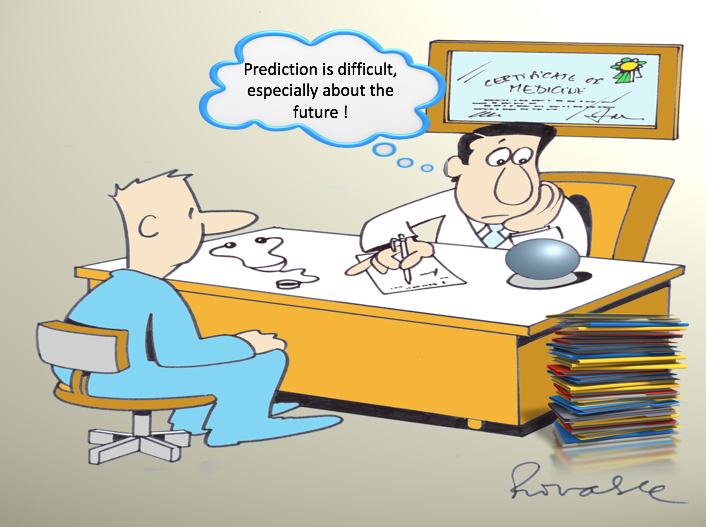 Prediction is difficult,
especially about the
future !
CERTIFICATE OF
MEDICINE